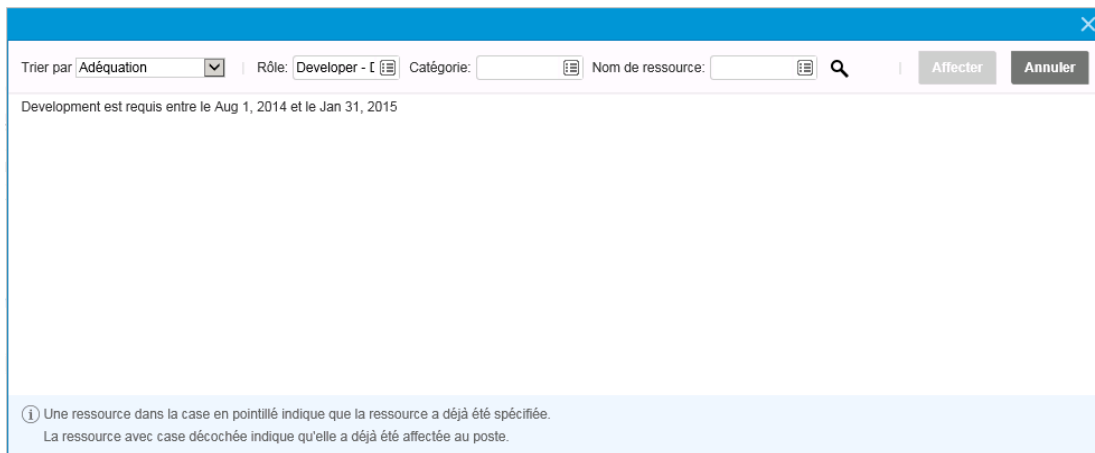 Trier par Adéquation | Rôle: Developer - D Catégorie: Nom de ressource: | Affecter Annuler
Development est requis entre le Aug 1, 2014 et le Jan 31, 2015
Une ressource dans la case en pointillé indique que la ressource a déjà été spécifiée.
La ressource avec case décochée indique qu'elle a déjà été affectée au poste.